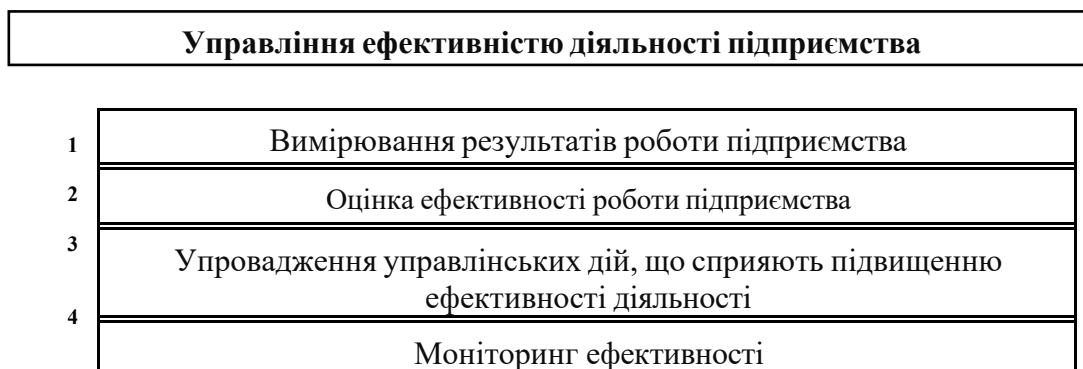 Управління ефективністю діяльності підприємства
1 Вимірювання результатів роботи підприємства
2 Оцінка ефективності роботи підприємства
3 Упровадження управлінських дій, що сприяють підвищенню
ефективності діяльності
4 Моніторинг ефективності